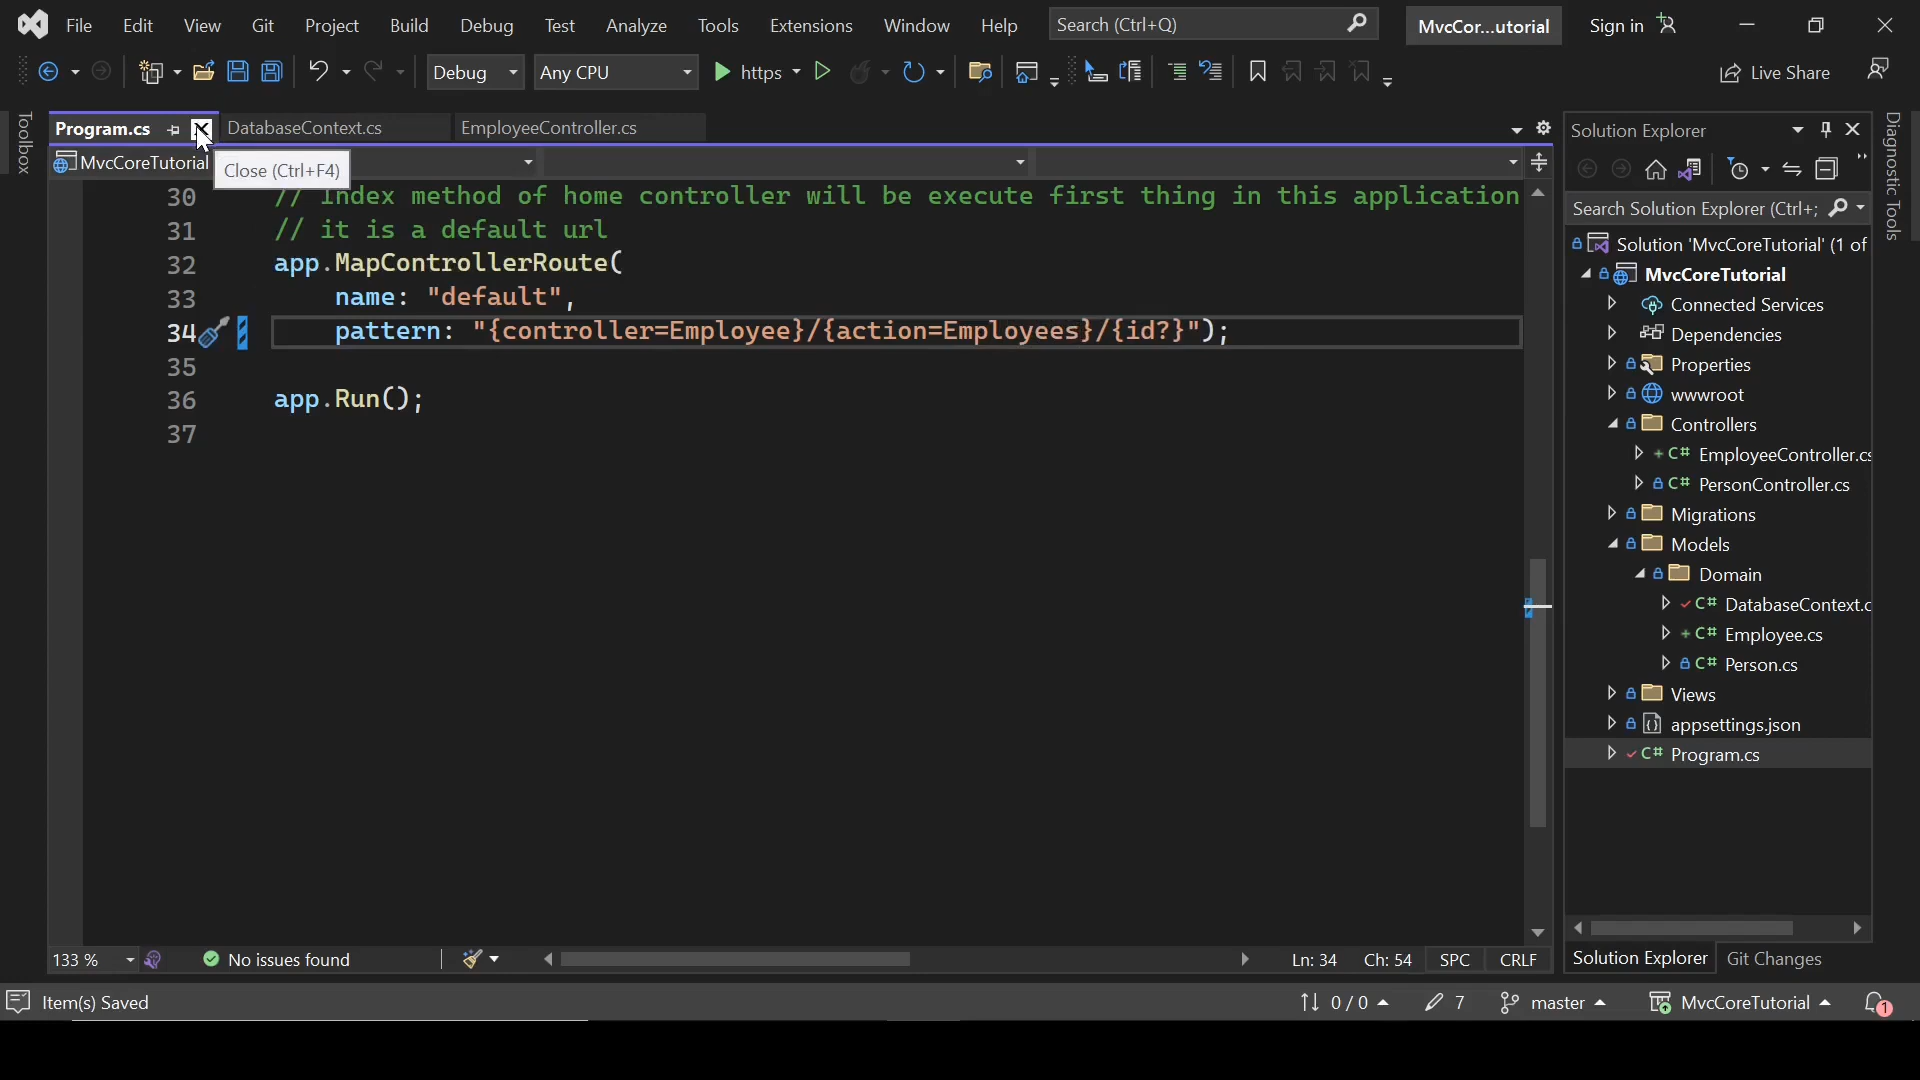 File Edit View Git Project Build Debug Test Analyze Tools Extensions Window Help Search (Ctrl+Q) MvcCor...utorial Sign in
Debug Any CPU https Live Share
Toolbox
Program.cs DatabaseContext.cs EmployeeController.cs
MvcCoreTutorial
Close (Ctrl+F4)
30 // Index method of home controller will be execute first thing in this application
31 // it is a default url
32 app.MapControllerRoute(
33 name: "default",
34 pattern: "{controller=Employee}/{action=Employees}/{id?}");
35
36 app.Run();
37
133 % No issues found Ln: 34 Ch: 54 SPC CRLF
Solution Explorer
Search Solution Explorer (Ctrl+;
Solution 'MvcCoreTutorial' (1 of
MvcCoreTutorial
Connected Services
Dependencies
Properties
wwwroot
Controllers
C# EmployeeController.cs
C# PersonController.cs
Migrations
Models
Domain
C# DatabaseContext.c
C# Employee.cs
C# Person.cs
Views
appsettings.json
C# Program.cs
Solution Explorer Git Changes
Diagnostic Tools
Item(s) Saved 0 / 0 7 master MvcCoreTutorial 1